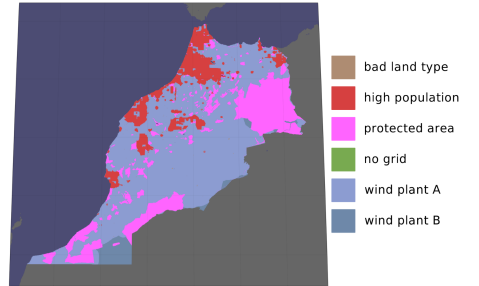 bad land type
high population
protected area
no grid
wind plant A
wind plant B